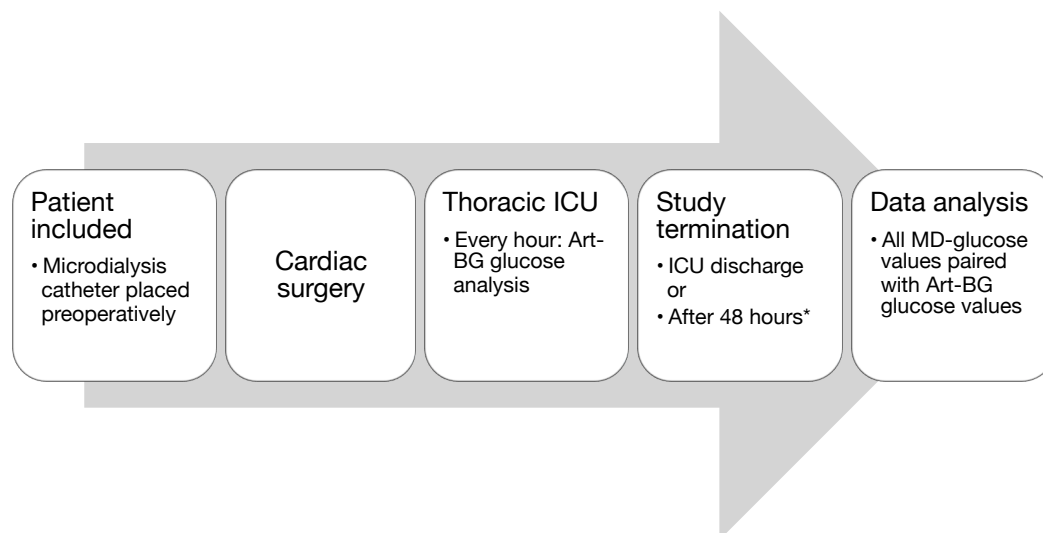 Patient
included
• Microdialysis
catheter placed
preoperatively
Cardiac
surgery
Thoracic ICU
• Every hour: Art-
BG glucose
analysis
Study
termination
• ICU discharge
or
• After 48 hours*
Data analysis
• All MD-glucose
values paired
with Art-BG
glucose values